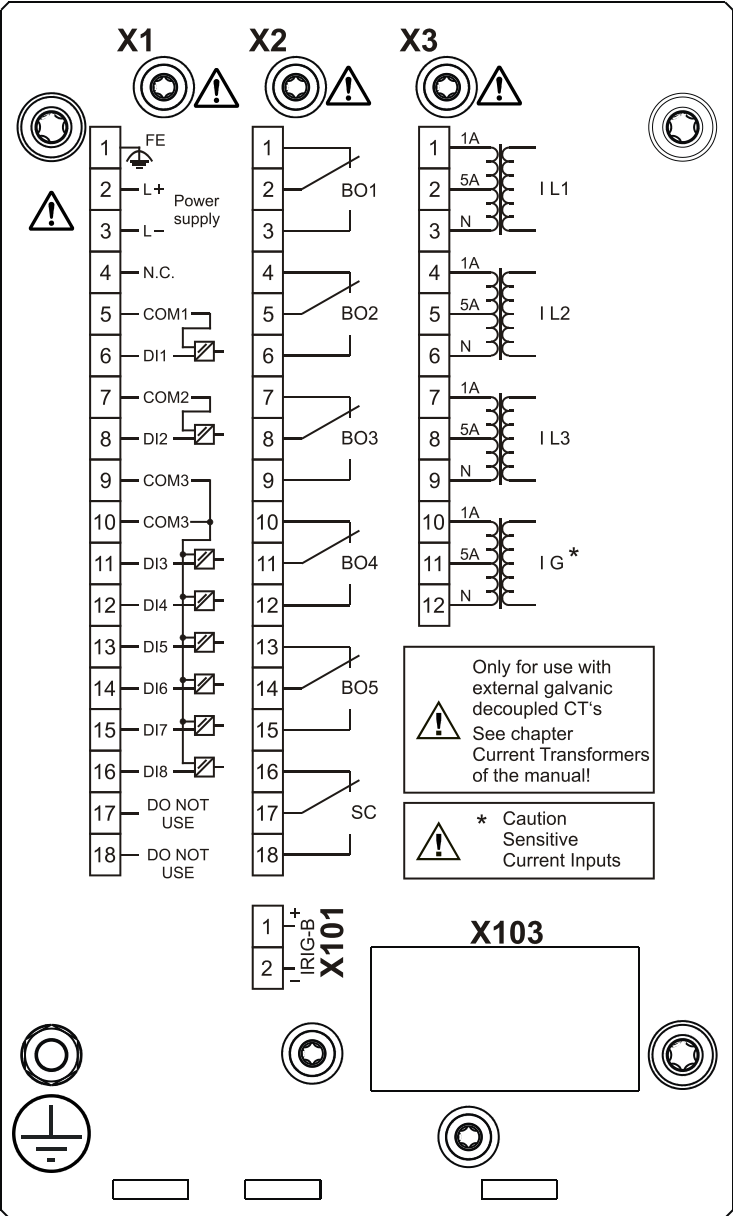 X1 X2 X3
1 FE
2 L+
Power
supply
3 L–
4 N.C.
5 COM1
6 DI1
7 COM2
8 DI2
9 COM3
10 COM3
11 DI3
12 DI4
13 DI5
14 DI6
15 DI7
16 DI8
17 DO NOT
USE
18 DO NOT
USE
1
2 BO1
3
4
5 BO2
6
7
8 BO3
9
10
11 BO4
12
13
14 BO5
15
16
17 SC
18
1 1A
2 5A I L1
3 N
4 1A
5 5A I L2
6 N
7 1A
8 5A I L3
9 N
10 1A
11 5A I G *
12 N
Only for use with
external galvanic
decoupled CT‘s
See chapter
Current Transformers
of the manual!
* Caution
Sensitive
Current Inputs
1 +
2 –
IRIG-B
X101
X103